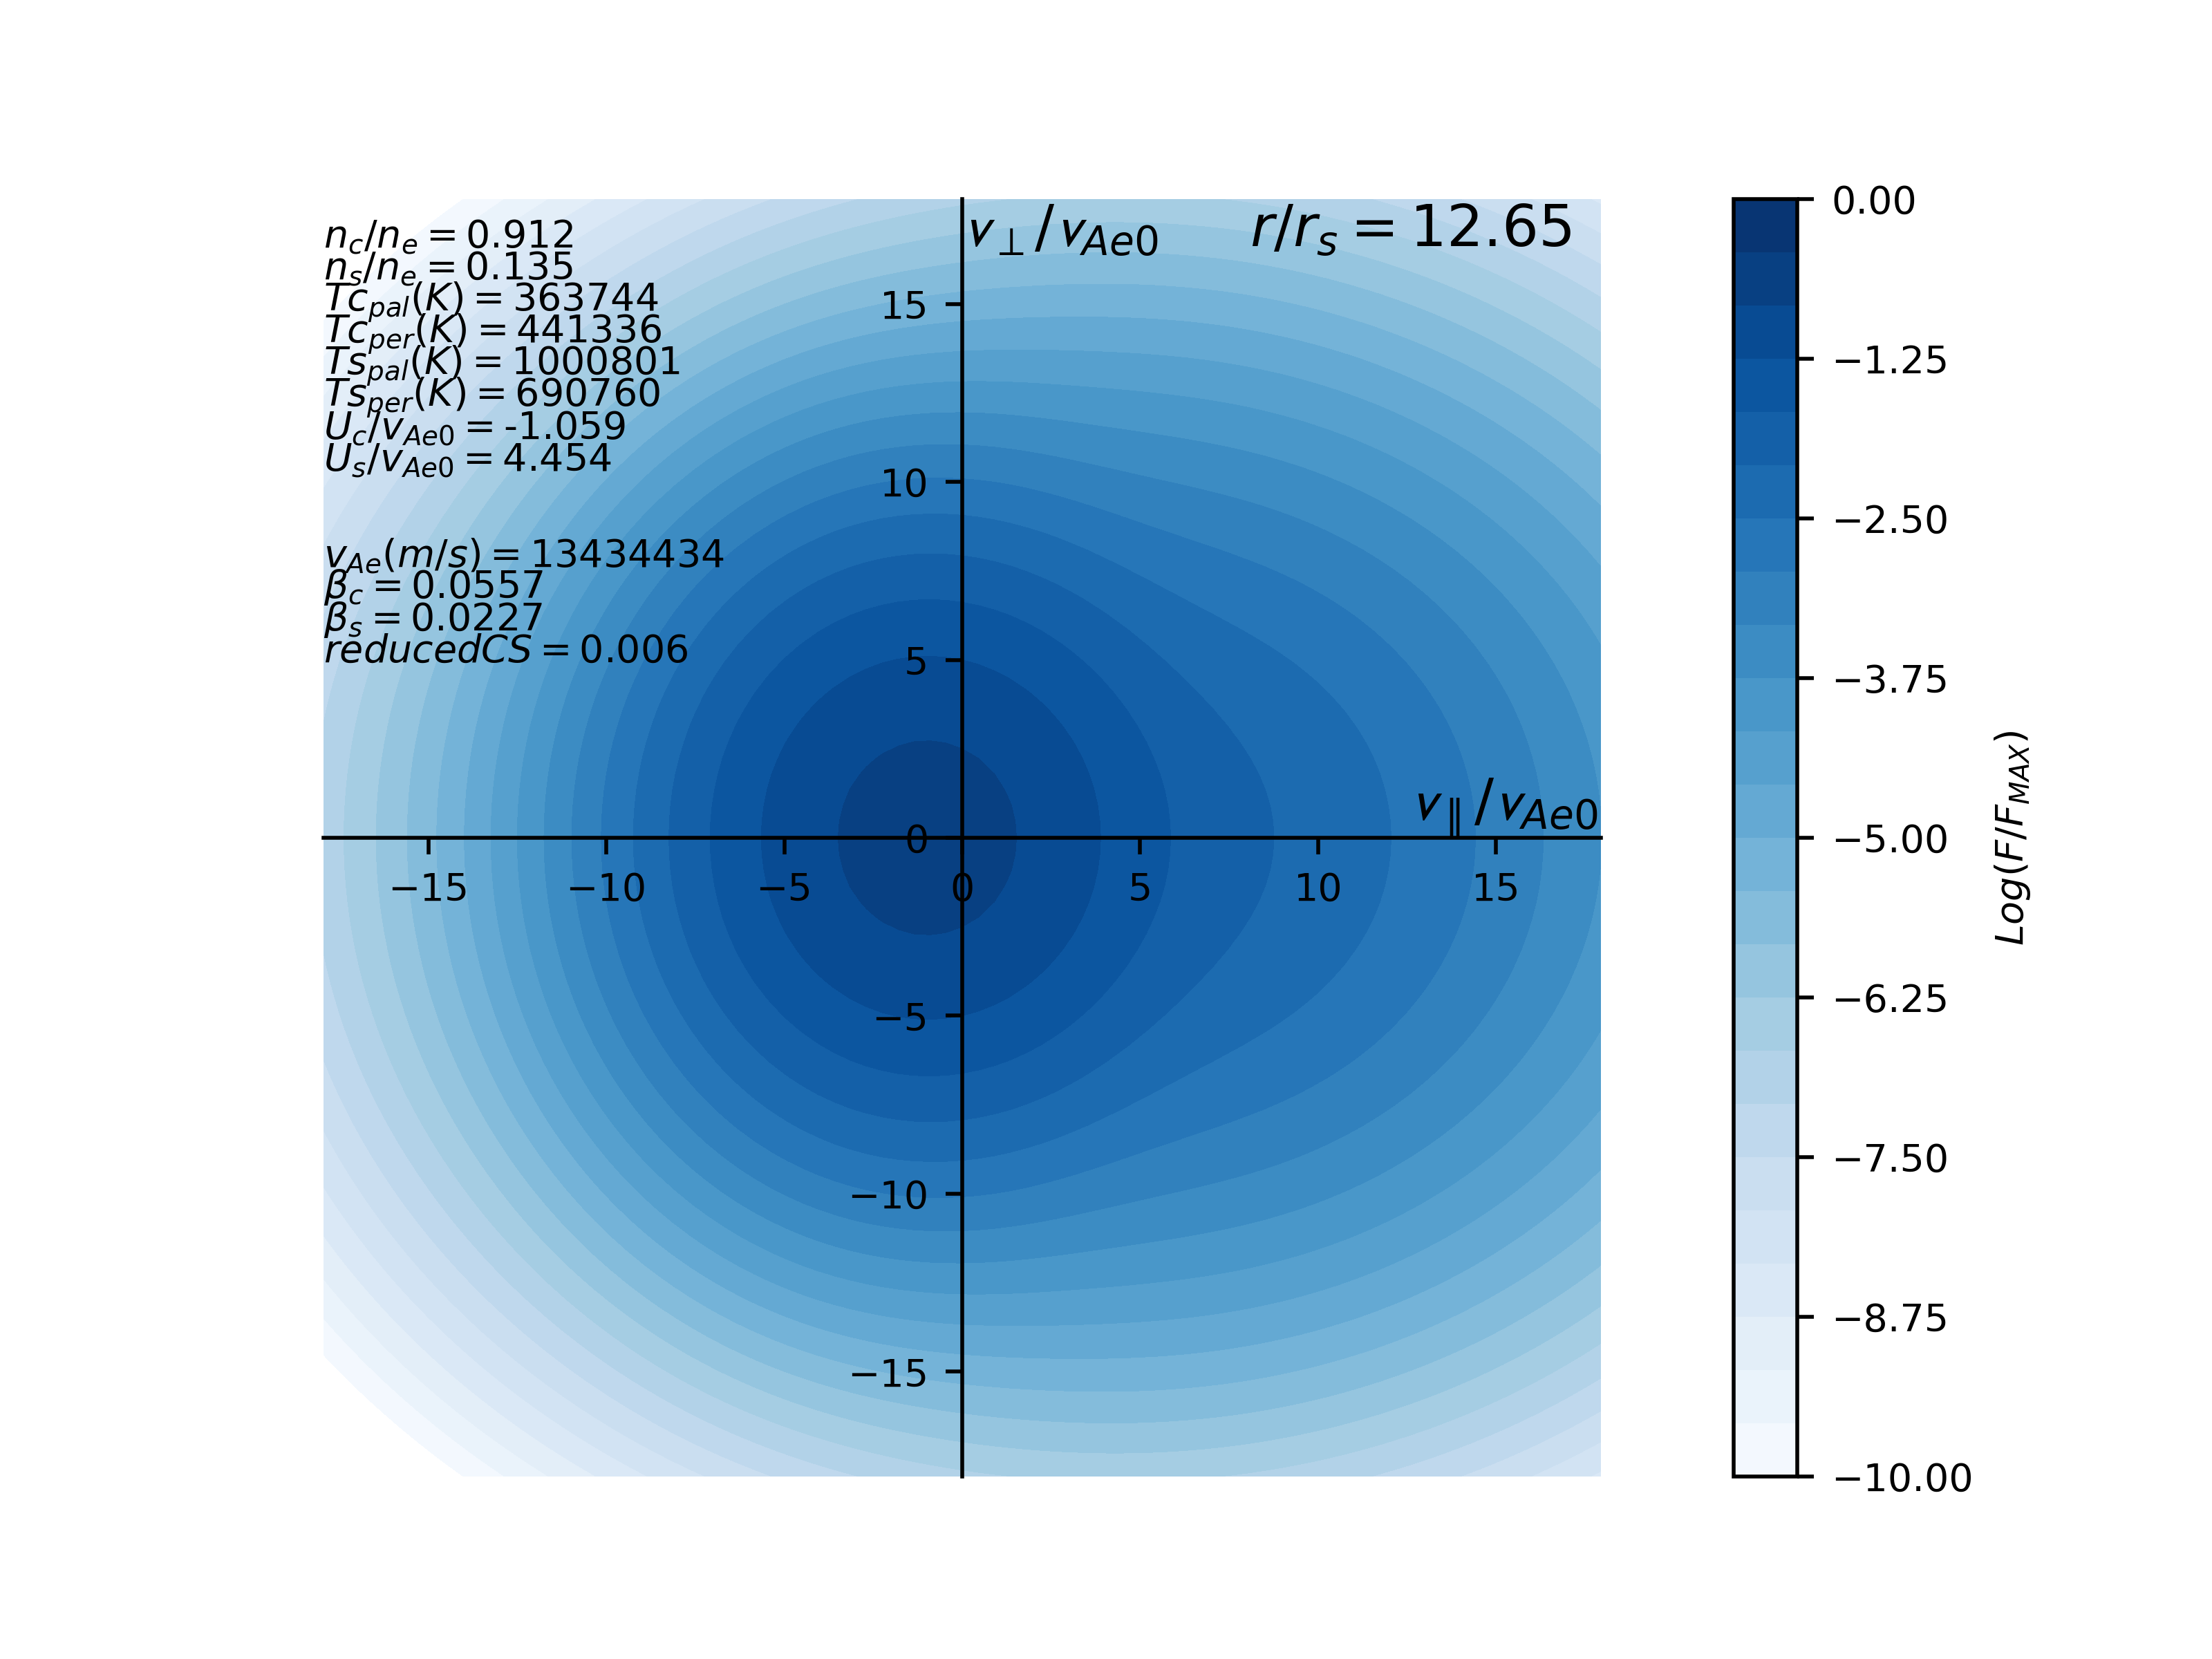 n_c/n_e = 0.912
n_s/n_e = 0.135
Tc_pal(K) = 363744
Tc_per(K) = 441336
Ts_pal(K) = 1000801
Ts_per(K) = 690760
U_c/v_Ae0 = -1.059
U_s/v_Ae0 = 4.454
v_Ae(m/s) = 13434434
β_c = 0.0557
β_s = 0.0227
reducedCS = 0.006
v_⊥/v_Ae0
r/r_s = 12.65
15
10
5
0
−5
−10
−15
v_∥/v_Ae0
−15 −10 −5 0 5 10 15
0.00
−1.25
−2.50
−3.75
−5.00
−6.25
−7.50
−8.75
−10.00
Log(F/F_MAX)